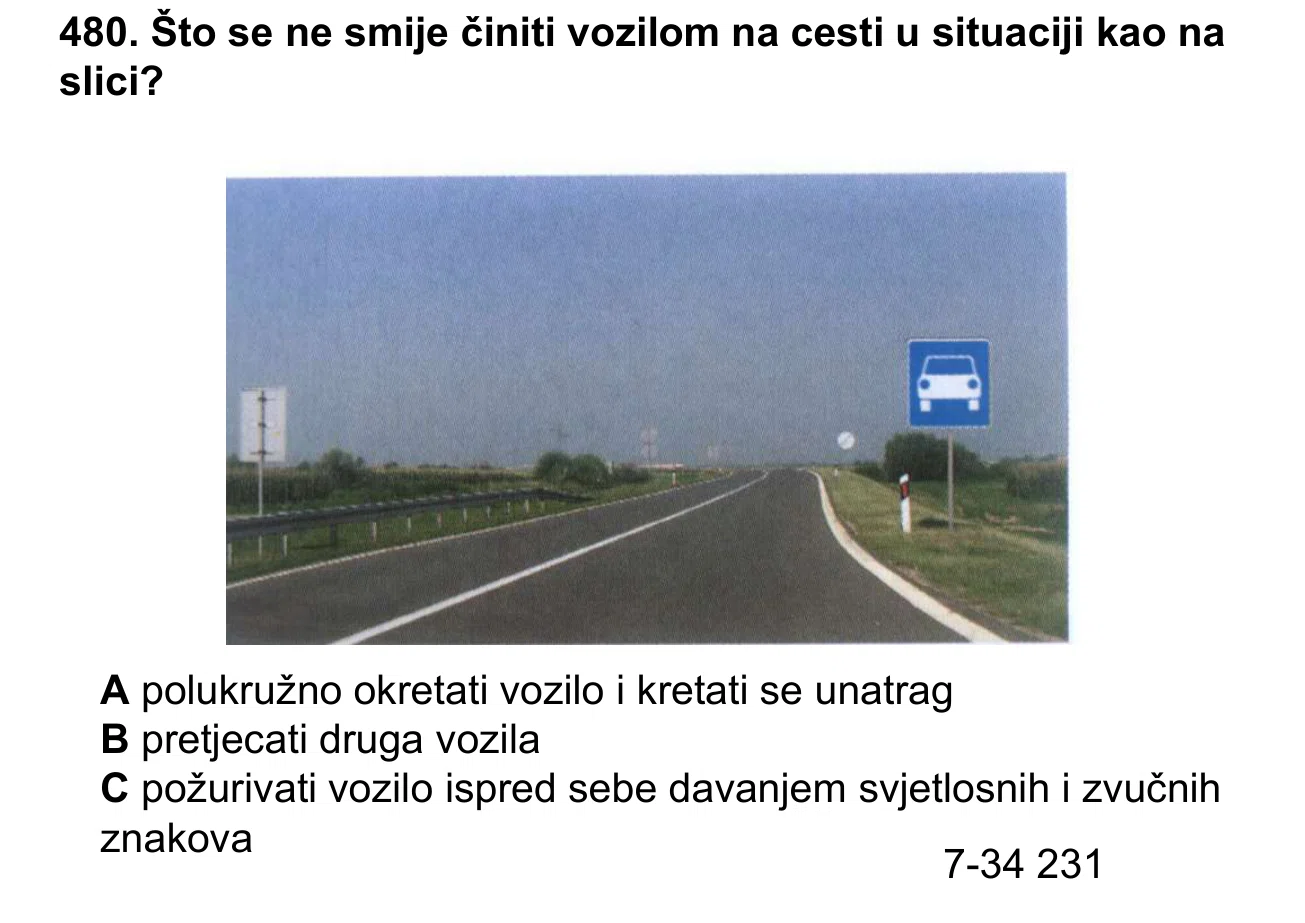 480. Što se ne smije činiti vozilom na cesti u situaciji kao na
slici?
A polukružno okretati vozilo i kretati se unatrag
B pretjecati druga vozila
C požurivati vozilo ispred sebe davanjem svjetlosnih i zvučnih
znakova
7-34 231